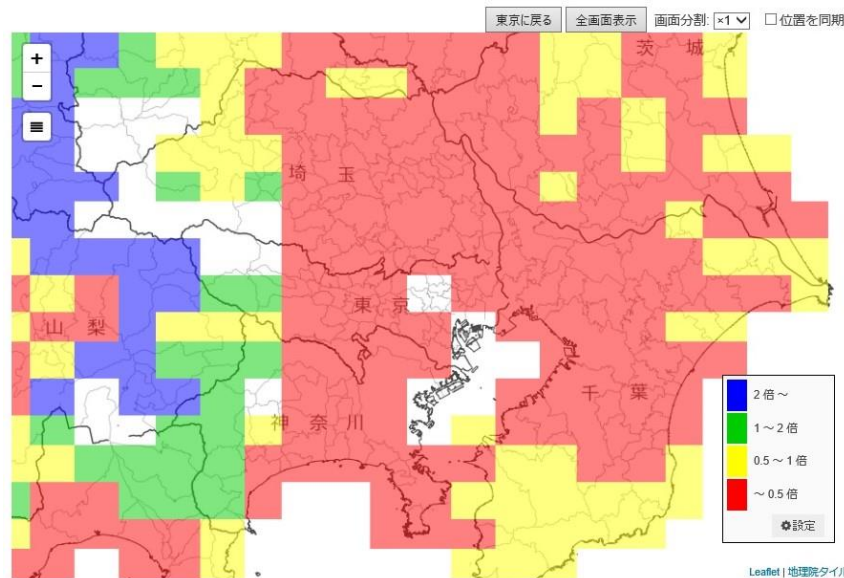 東京に戻る 全画面表示 画面分割: ×1 位置を同期
+
−
茨城
埼玉
東京
山梨
千葉
神奈川
2 倍～
1～2 倍
0.5～1 倍
～0.5 倍
設定
Leaflet | 地理院タイル